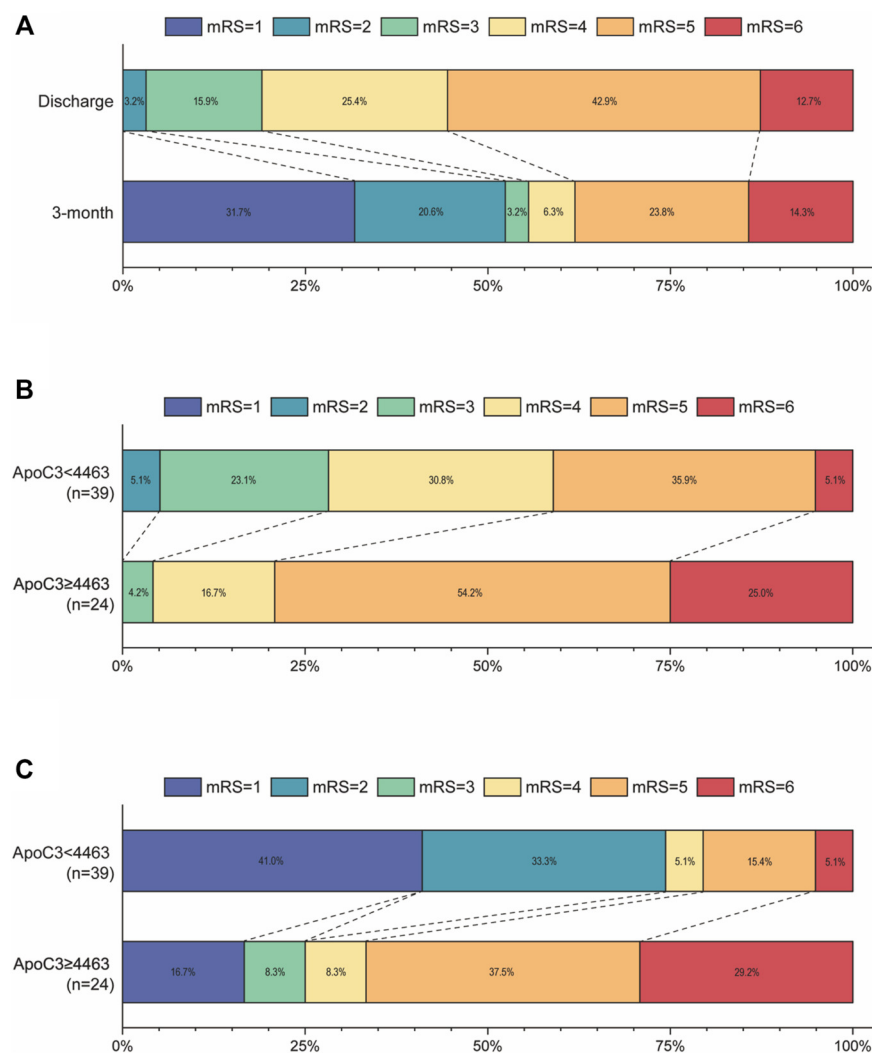 A
mRS=1 mRS=2 mRS=3 mRS=4 mRS=5 mRS=6
Discharge
3.2% 15.9% 25.4% 42.9% 12.7%
3-month
31.7% 20.6% 3.2% 6.3% 23.8% 14.3%
0% 25% 50% 75% 100%
B
mRS=1 mRS=2 mRS=3 mRS=4 mRS=5 mRS=6
ApoC3<4463
(n=39)
5.1% 23.1% 30.8% 35.9% 5.1%
ApoC3≥4463
(n=24)
4.2% 16.7% 54.2% 25.0%
0% 25% 50% 75% 100%
C
mRS=1 mRS=2 mRS=3 mRS=4 mRS=5 mRS=6
ApoC3<4463
(n=39)
41.0% 33.3% 5.1% 15.4% 5.1%
ApoC3≥4463
(n=24)
16.7% 8.3% 8.3% 37.5% 29.2%
0% 25% 50% 75% 100%